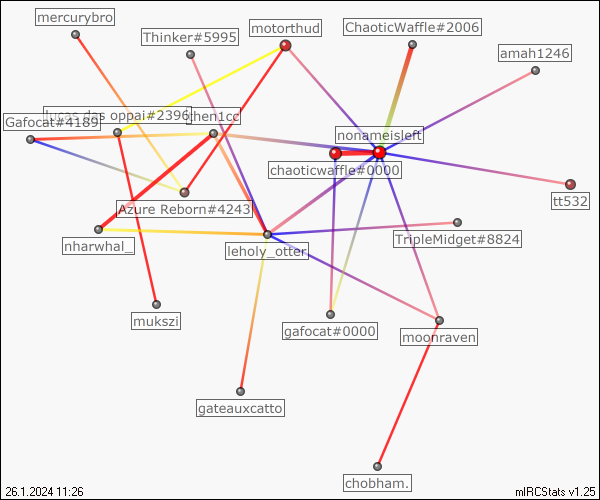 mercurybro
Thinker#5995
motorthud
ChaoticWaffle#2006
amah1246
Gafocat#4189
lucas das oppai#2396
then1cc
nonameisleft
chaoticwaffle#0000
tt532
Azure Reborn#4243
nharwhal_
leholy_otter
TripleMidget#8824
mukszi
gafocat#0000
moonraven
gateauxcatto
chobham.
26.1.2024 11:26
mIRCStats v1.25